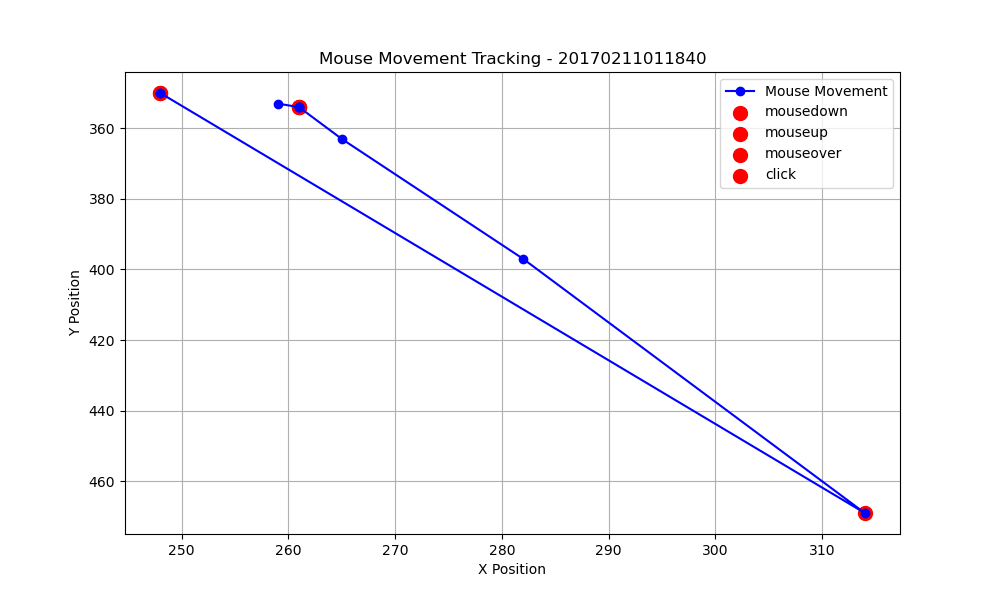 Mouse Movement Tracking - 20170211011840
Mouse Movement
mousedown
mouseup
mouseover
click
360
380
400
420
440
460
Y Position
250
260
270
280
290
300
310
X Position